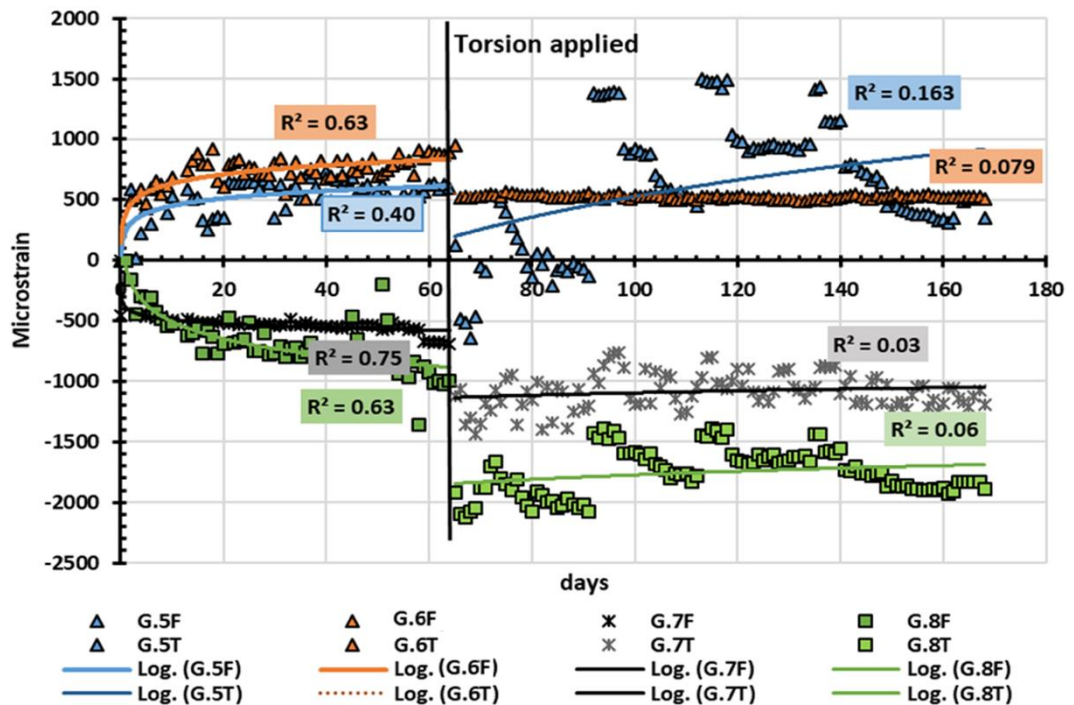 2000
Torsion applied
1500
R² = 0.163
R² = 0.63
1000
R² = 0.079
500
R² = 0.40
0
0 20 40 60 80 100 120 140 160 180
Microstrain
-500
R² = 0.03
R² = 0.75
-1000
R² = 0.63
-1500
R² = 0.06
-2000
-2500
days
G.5F G.6F G.7F G.8F
G.5T G.6T G.7T G.8T
Log. (G.5F) Log. (G.6F) Log. (G.7F) Log. (G.8F)
Log. (G.5T) Log. (G.6T) Log. (G.7T) Log. (G.8T)